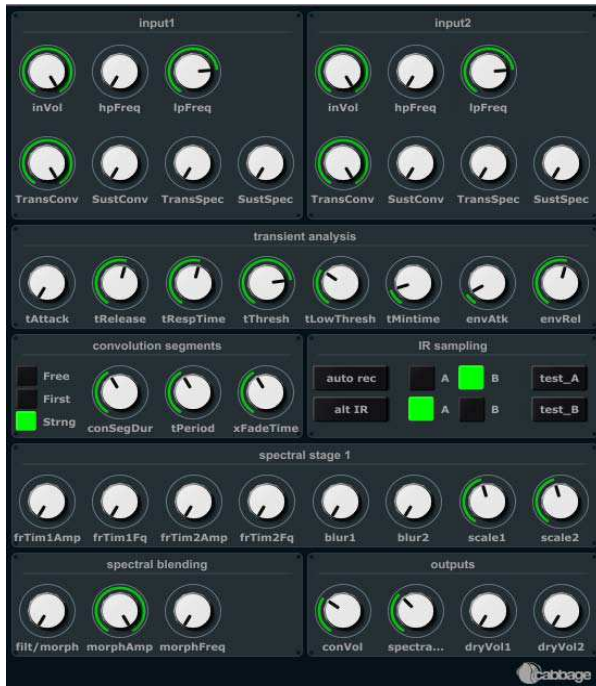 input1
input2
inVol hpFreq lpFreq
inVol hpFreq lpFreq
TransConv SustConv TransSpec SustSpec
TransConv SustConv TransSpec SustSpec
transient analysis
tAttack tRelease tRespTime tThresh tLowThresh tMintime envAtk envRel
convolution segments
Free
First
Strng
conSegDur tPeriod xFadeTime
IR sampling
auto rec A B test_A
alt IR A B test_B
spectral stage 1
frTim1Amp frTim1Fq frTim2Amp frTim2Fq blur1 blur2 scale1 scale2
spectral blending
filt/morph morphAmp morphFreq
outputs
conVol spectra... dryVol1 dryVol2
cabbage